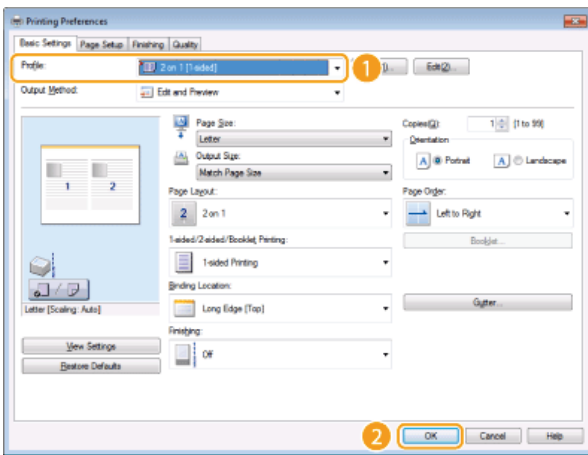 Printing Preferences
Basic Settings Page Setup Finishing Quality
Profile: 2 on 1 [1-sided] 1 Edit(2)...
Output Method: Edit and Preview
Page Size:
Letter
Copies(Q): 1 [1 to 99]
Output Size:
Match Page Size
Orientation
A Portrait A Landscape
1 2
Page Layout:
2 2 on 1
Page Order:
Left to Right
1-sided/2-sided/Booklet Printing:
1-sided Printing
Booklet...
Binding Location:
Long Edge [Top]
Gutter...
Letter [Scaling: Auto]
Finishing:
Off
View Settings
Restore Defaults
2 OK Cancel Help